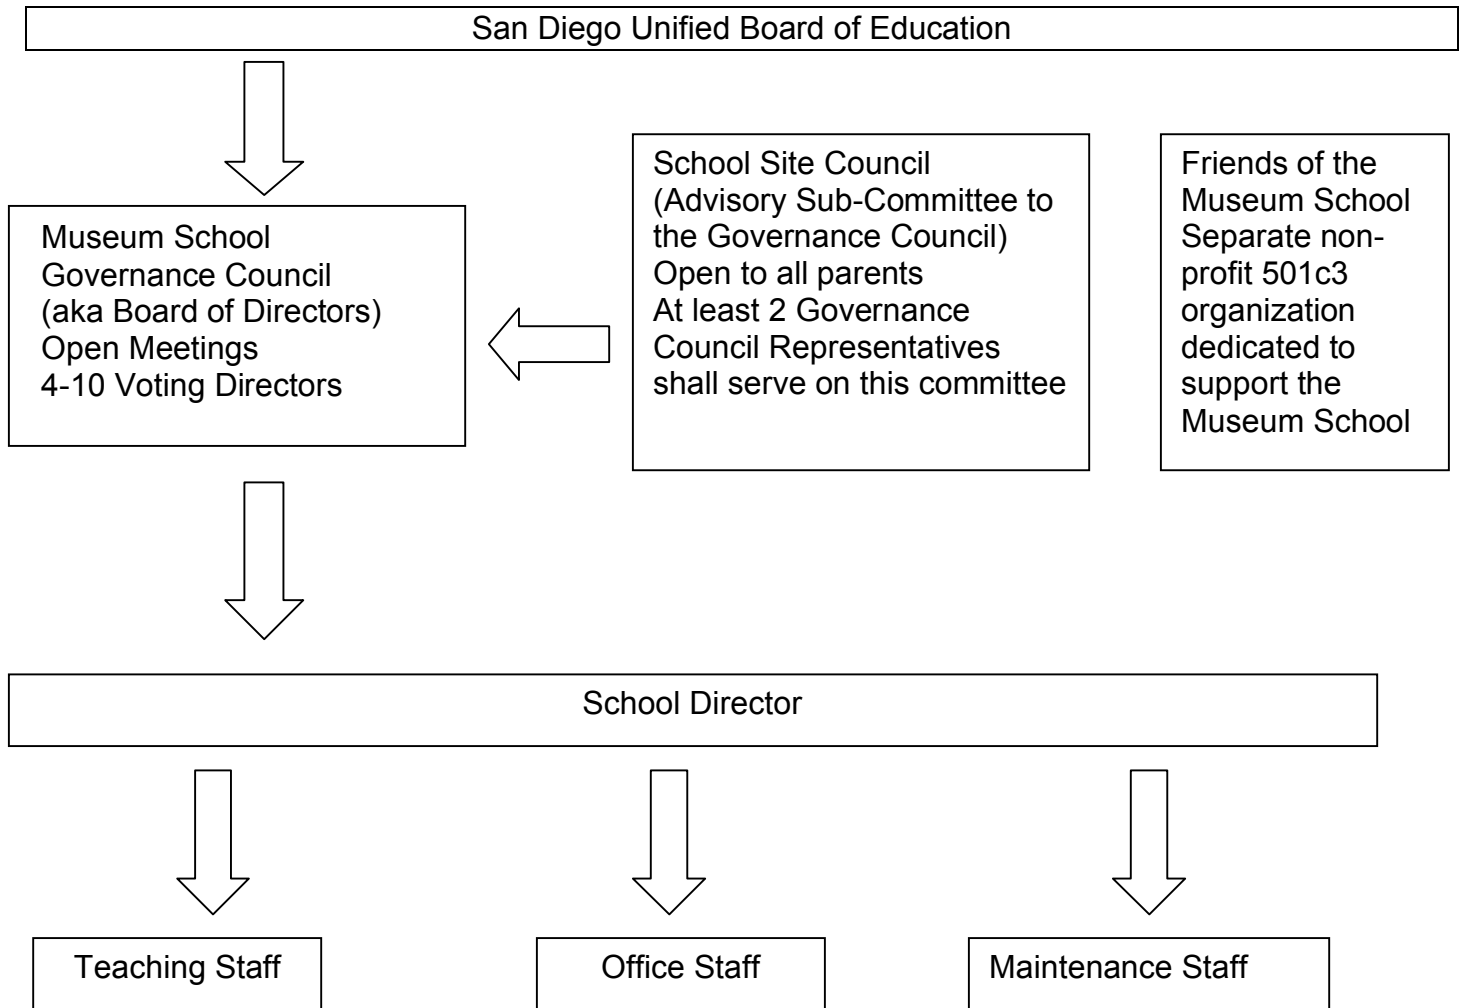 San Diego Unified Board of Education
Museum School
Governance Council
(aka Board of Directors)
Open Meetings
4-10 Voting Directors
School Site Council
(Advisory Sub-Committee to
the Governance Council)
Open to all parents
At least 2 Governance
Council Representatives
shall serve on this committee
Friends of the
Museum School
Separate non-
profit 501c3
organization
dedicated to
support the
Museum School
School Director
Teaching Staff
Office Staff
Maintenance Staff